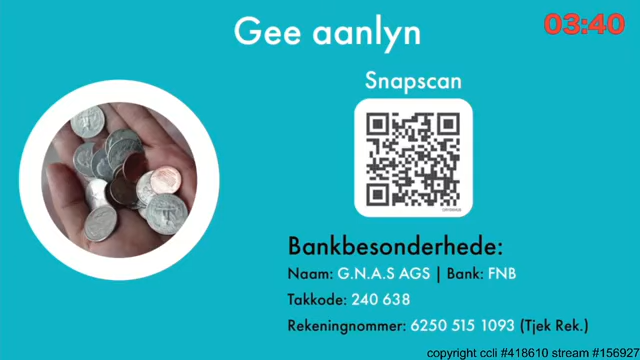 Gee aanlyn
03:40
Snapscan
Bankbesonderhede:
Naam: G.N.A.S AGS | Bank: FNB
Takkode: 240 638
Rekeningnommer: 6250 515 1093 (Tjek Rek.)
copyright ccli #418610 stream #156927